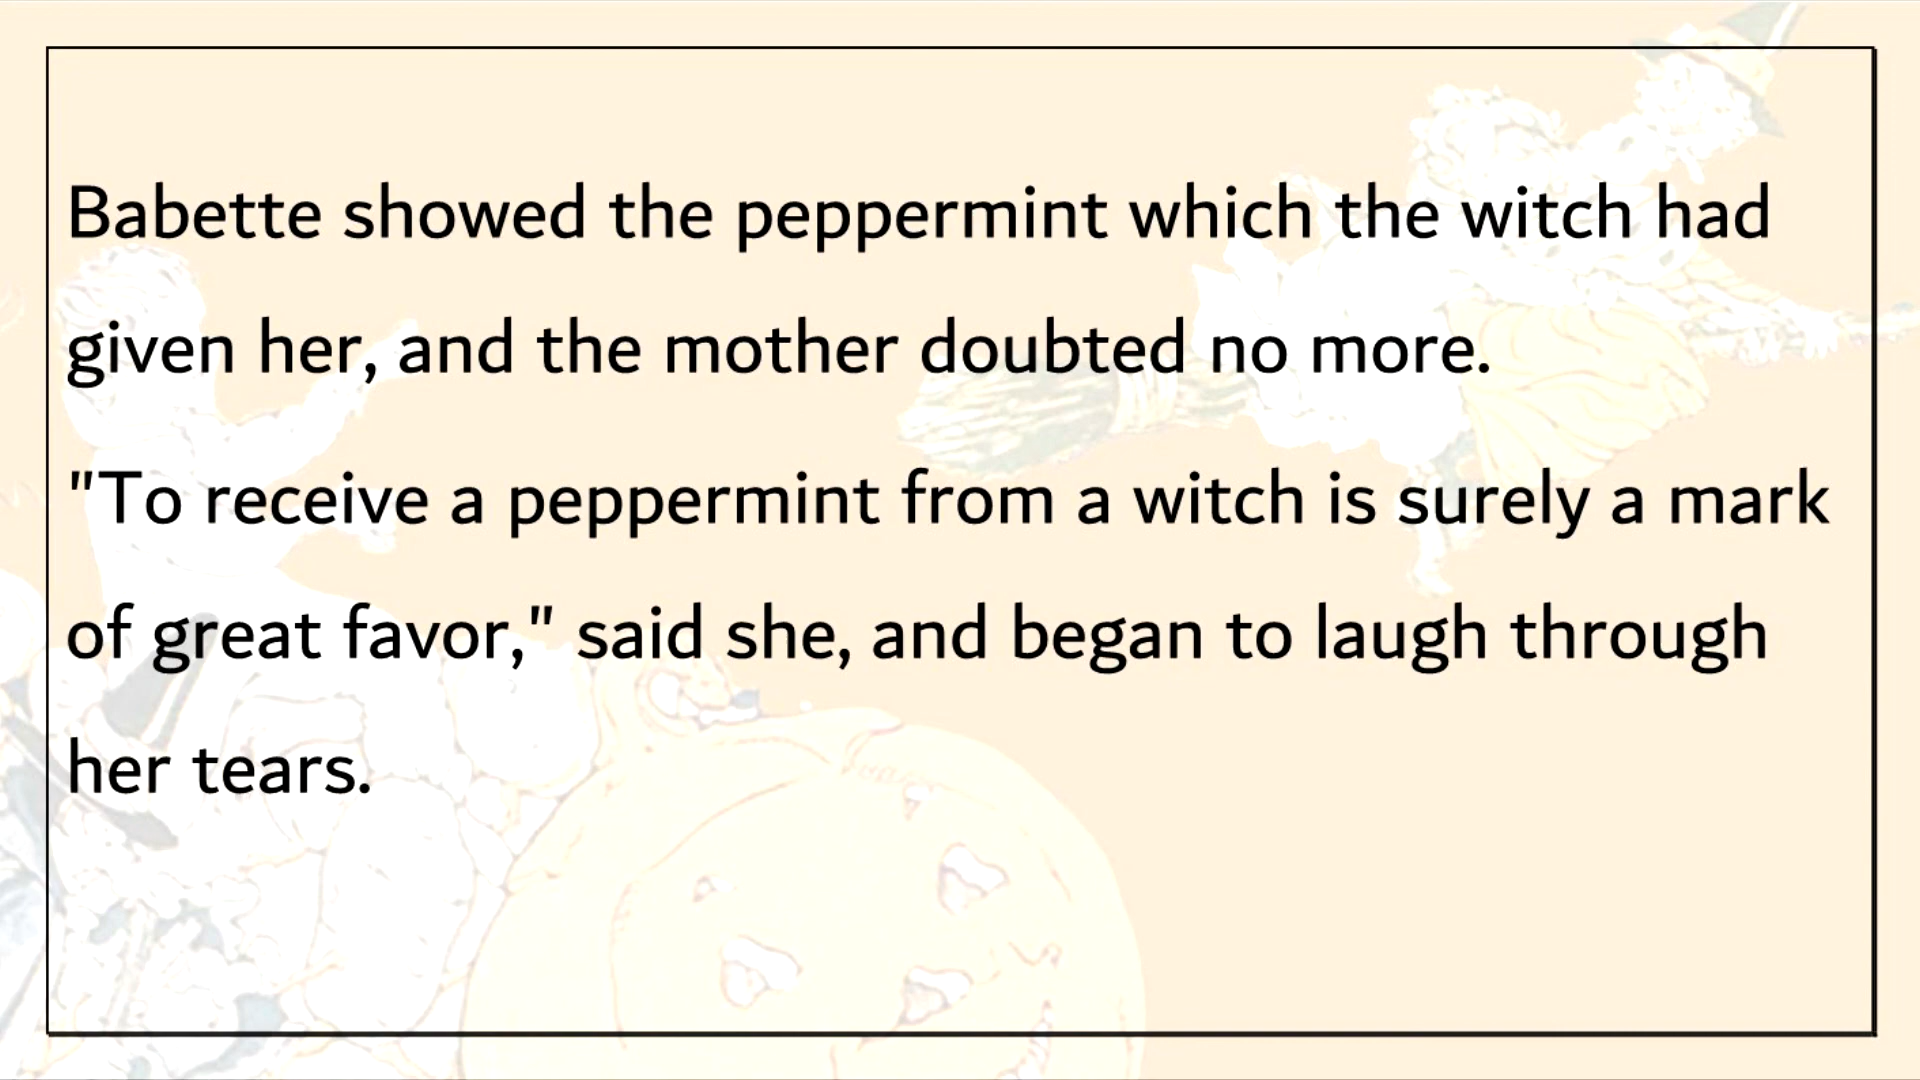 Babette showed the peppermint which the witch had
given her, and the mother doubted no more.
"To receive a peppermint from a witch is surely a mark
of great favor," said she, and began to laugh through
her tears.